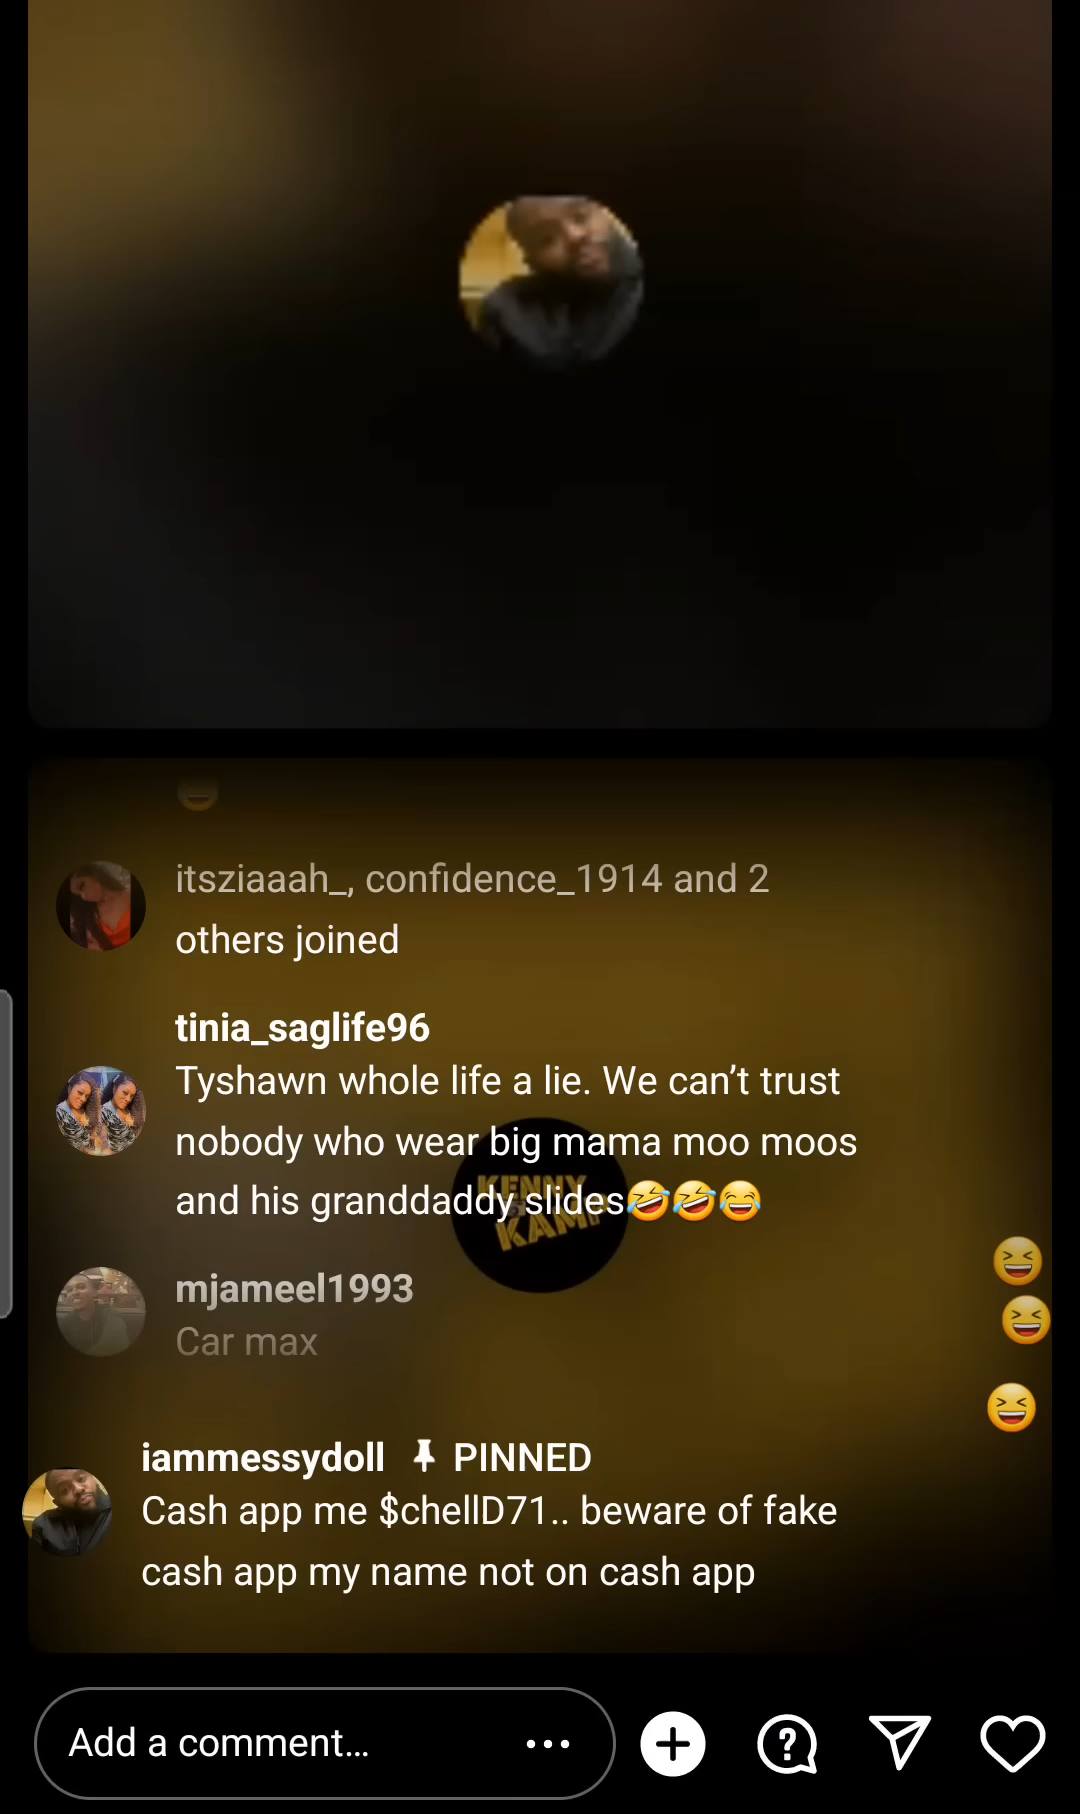 itsziaaah_, confidence_1914 and 2
others joined
tinia_saglife96
Tyshawn whole life a lie. We can’t trust
nobody who wear big mama moo moos
and his granddaddy slides🤣🤣😂
KENNY
KAMP
mjameel1993
Car max
iammessydoll 📌 PINNED
Cash app me $chellD71.. beware of fake
cash app my name not on cash app
Add a comment...